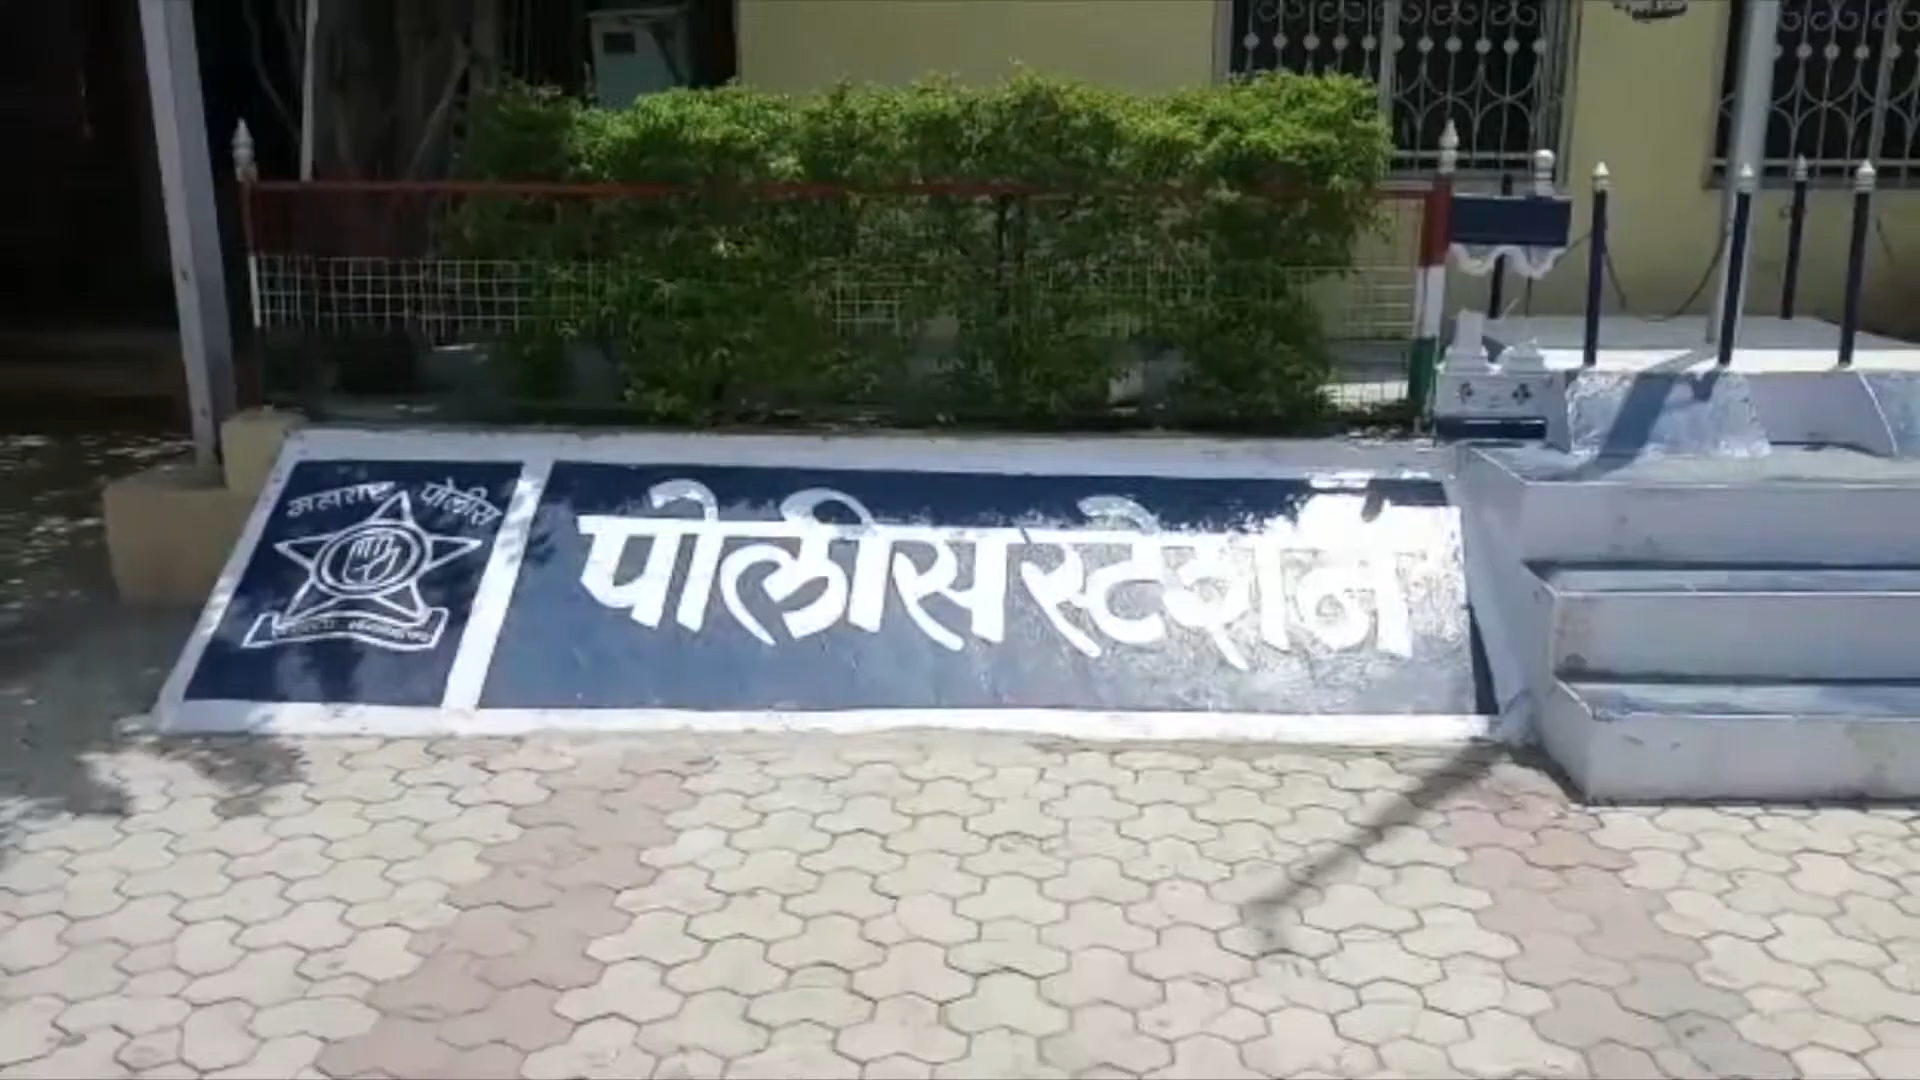 महाराष्ट्र पोलीस
पोलीस स्टेशन